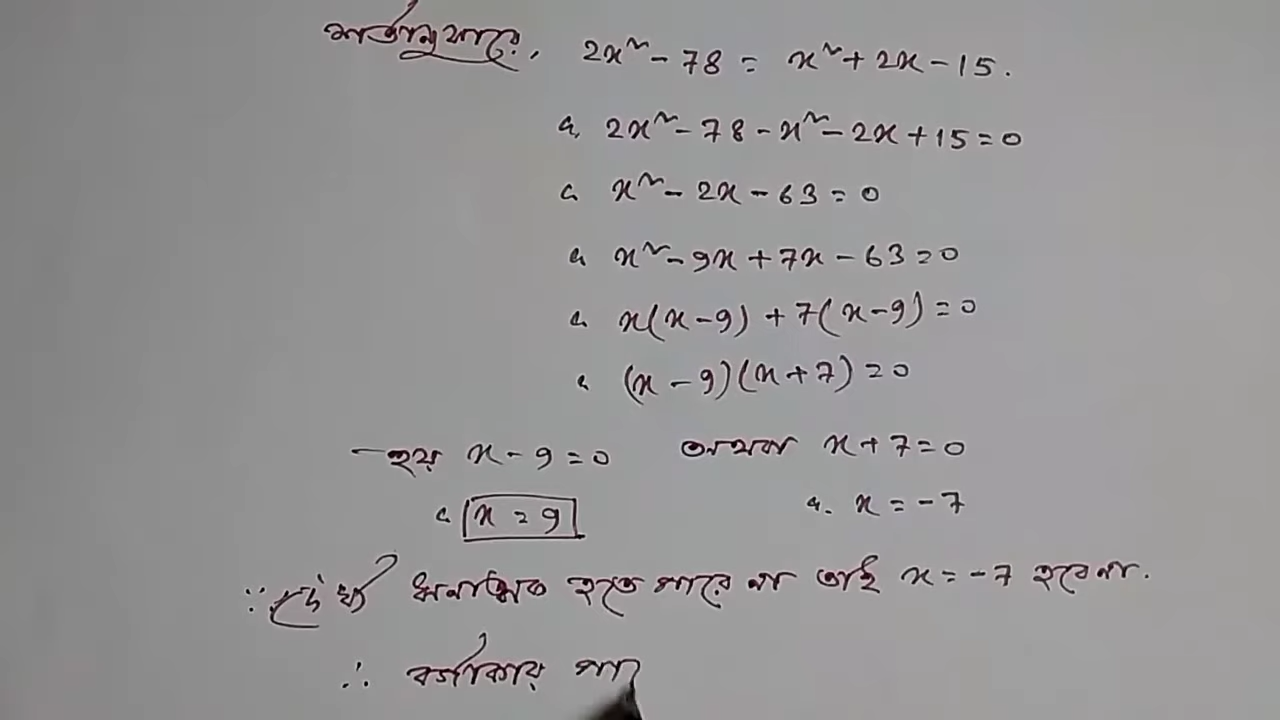 শর্তানুসারে, 2x² - 78 = x² + 2x - 15.
বা, 2x² - 78 - x² - 2x + 15 = 0
বা x² - 2x - 63 = 0
বা x² - 9x + 7x - 63 = 0
বা x(x - 9) + 7(x - 9) = 0
বা (x - 9)(x + 7) = 0
হয় x - 9 = 0 অথবা x + 7 = 0
বা x = 9 বা. x = -7
∵ দৈর্ঘ্য ঋনাত্মক হতে পারে না তাই x = -7 হবে না.
∴ বর্গাকার পা